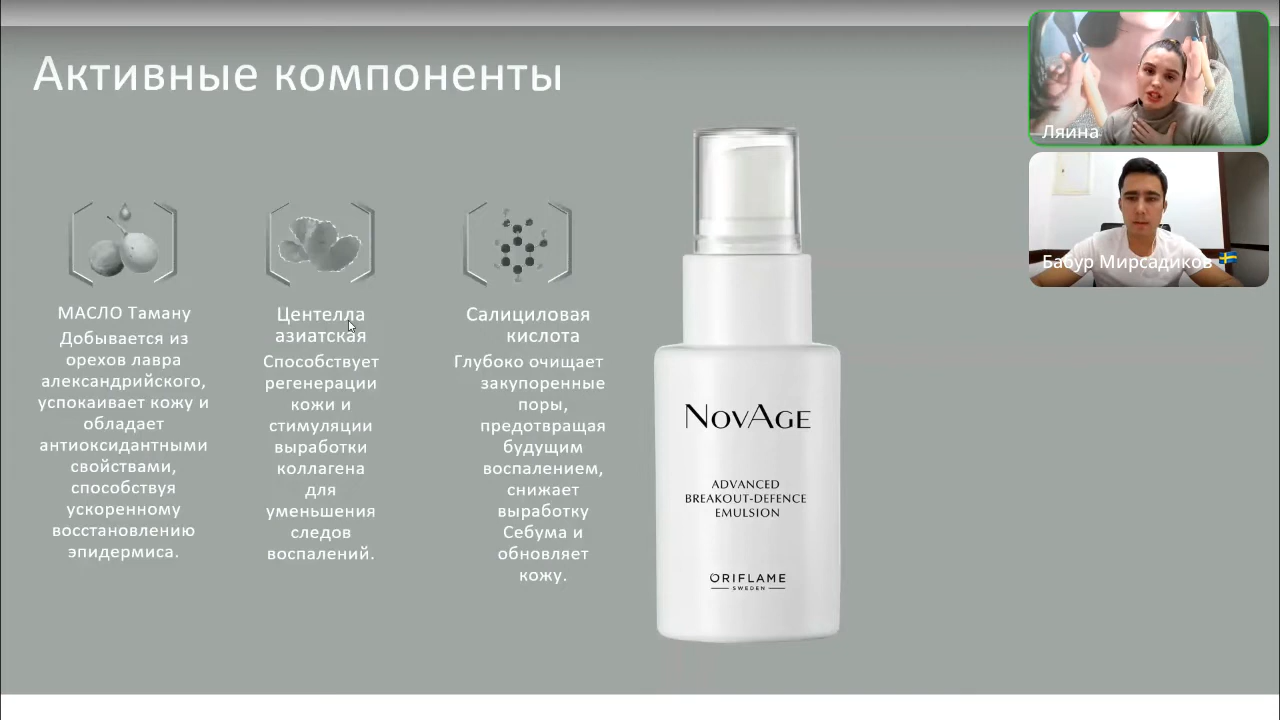 Активные компоненты
МАСЛО Таману
Добывается из
орехов лавра
александрийского,
успокаивает кожу и
обладает
антиоксидантными
свойствами,
способствуя
ускоренному
восстановлению
эпидермиса.
Центелла
азиатская
Способствует
регенерации
кожи и
стимуляции
выработки
коллагена
для
уменьшения
следов
воспалений.
Салициловая
кислота
Глубоко очищает
закупоренные
поры,
предотвращая
будущим
воспалением,
снижает
выработку
Себума и
обновляет
кожу.
NOVAGE
ADVANCED
BREAKOUT-DEFENCE
EMULSION
ORIFLAME
SWEDEN
Ляина
Бабур Мирсадиков 🇸🇪